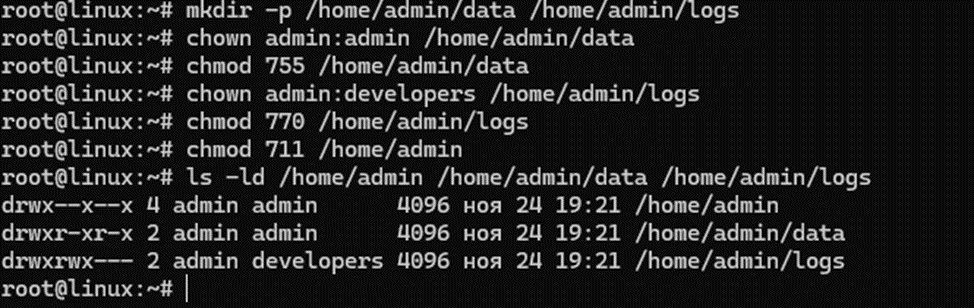 root@linux:~# mkdir -p /home/admin/data /home/admin/logs
root@linux:~# chown admin:admin /home/admin/data
root@linux:~# chmod 755 /home/admin/data
root@linux:~# chown admin:developers /home/admin/logs
root@linux:~# chmod 770 /home/admin/logs
root@linux:~# chmod 711 /home/admin
root@linux:~# ls -ld /home/admin /home/admin/data /home/admin/logs
drwx--x--x 4 admin admin      4096 ноя 24 19:21 /home/admin
drwxr-xr-x 2 admin admin      4096 ноя 24 19:21 /home/admin/data
drwxrwx--- 2 admin developers 4096 ноя 24 19:21 /home/admin/logs
root@linux:~#